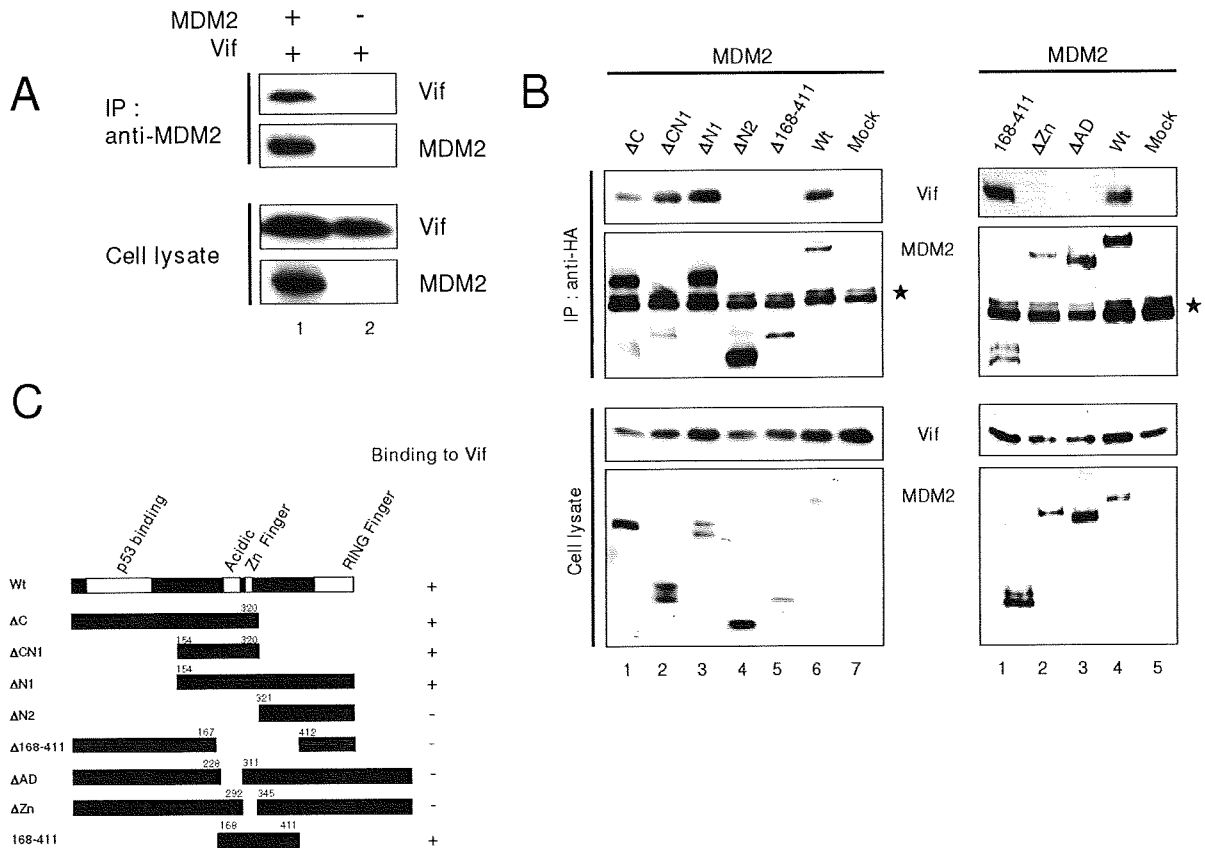 A
MDM2 + -
Vif + +
IP :
anti-MDM2
Vif
MDM2
Cell lysate
Vif
MDM2
1 2
B
MDM2
ΔC ΔCN1 ΔN1 ΔN2 Δ168-411 Wt Mock
MDM2
168-411 ΔZn ΔAD Wt Mock
IP : anti-HA
Vif
MDM2
★
★
Cell lysate
Vif
MDM2
1 2 3 4 5 6 7
1 2 3 4 5
C
Binding to Vif
p53 binding
Acidic
Zn Finger
RING Finger
Wt +
ΔC 320 +
ΔCN1 154 320 +
ΔN1 154 +
ΔN2 321 -
Δ168-411 167 412 -
ΔAD 228 311 -
ΔZn 292 345 -
168-411 168 411 +